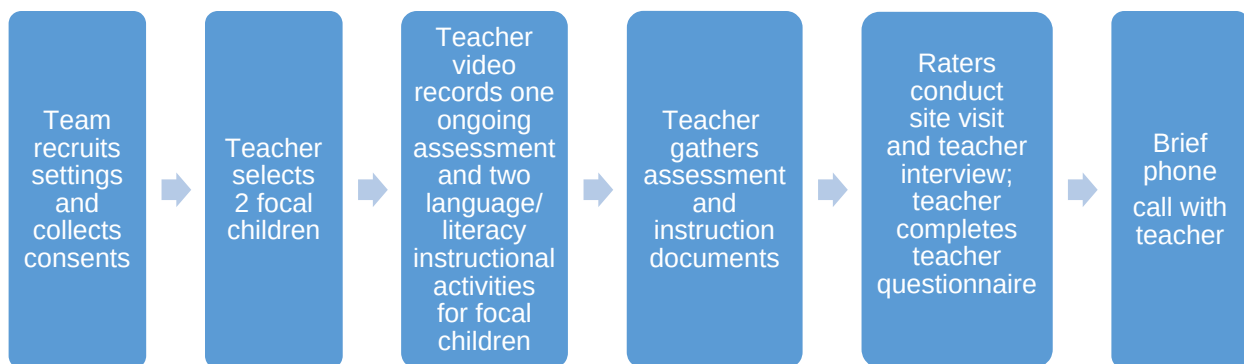 Team
recruits
settings
and
collects
consents
Teacher
selects
2 focal
children
Teacher
video
records one
ongoing
assessment
and two
language/
literacy
instructional
activities
for focal
children
Teacher
gathers
assessment
and
instruction
documents
Raters
conduct
site visit
and teacher
interview;
teacher
completes
teacher
questionnaire
Brief
phone
call with
teacher